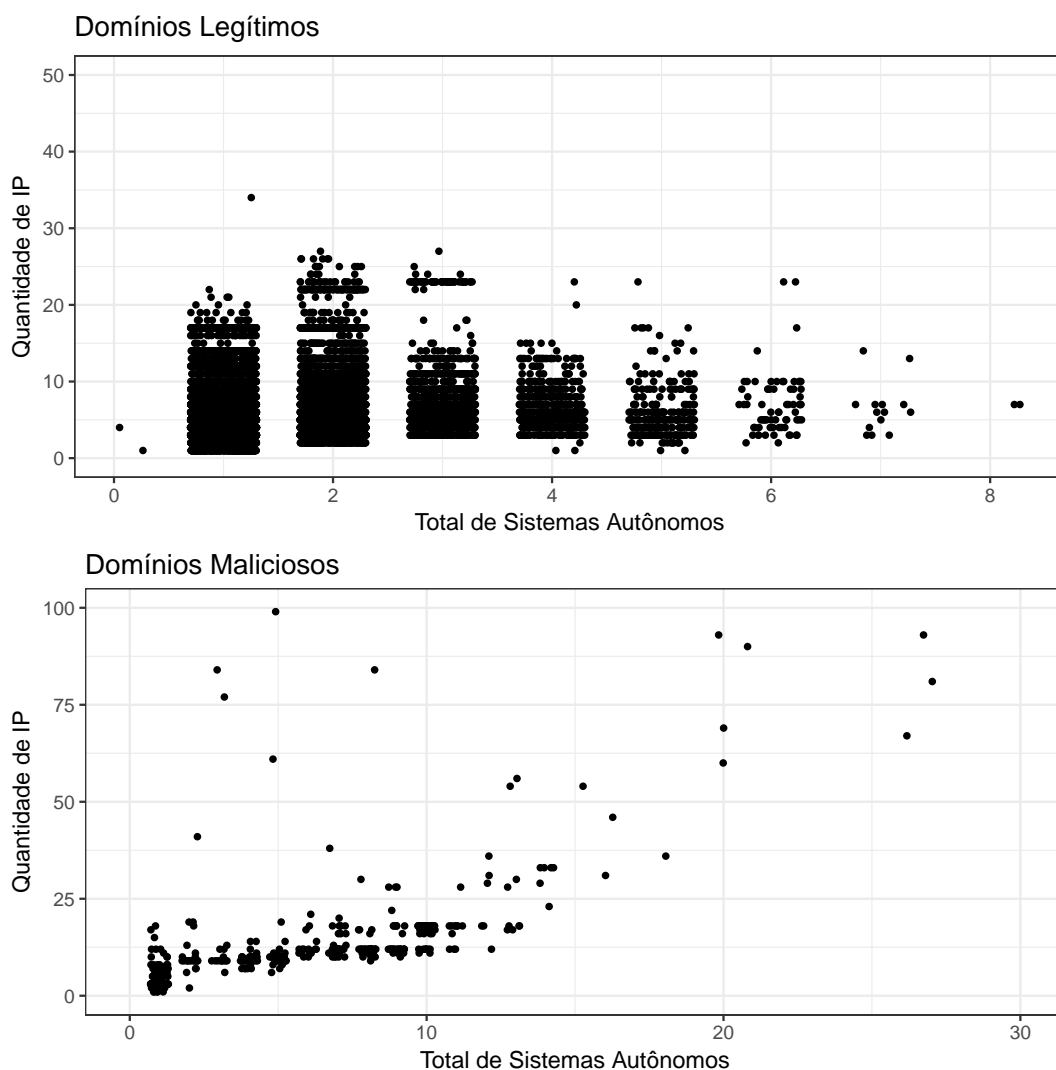 Domínios Legítimos
50
40
30
20
10
0
Quantidade de IP
0 2 4 6 8
Total de Sistemas Autônomos
Domínios Maliciosos
100
75
50
25
0
Quantidade de IP
0 10 20 30
Total de Sistemas Autônomos